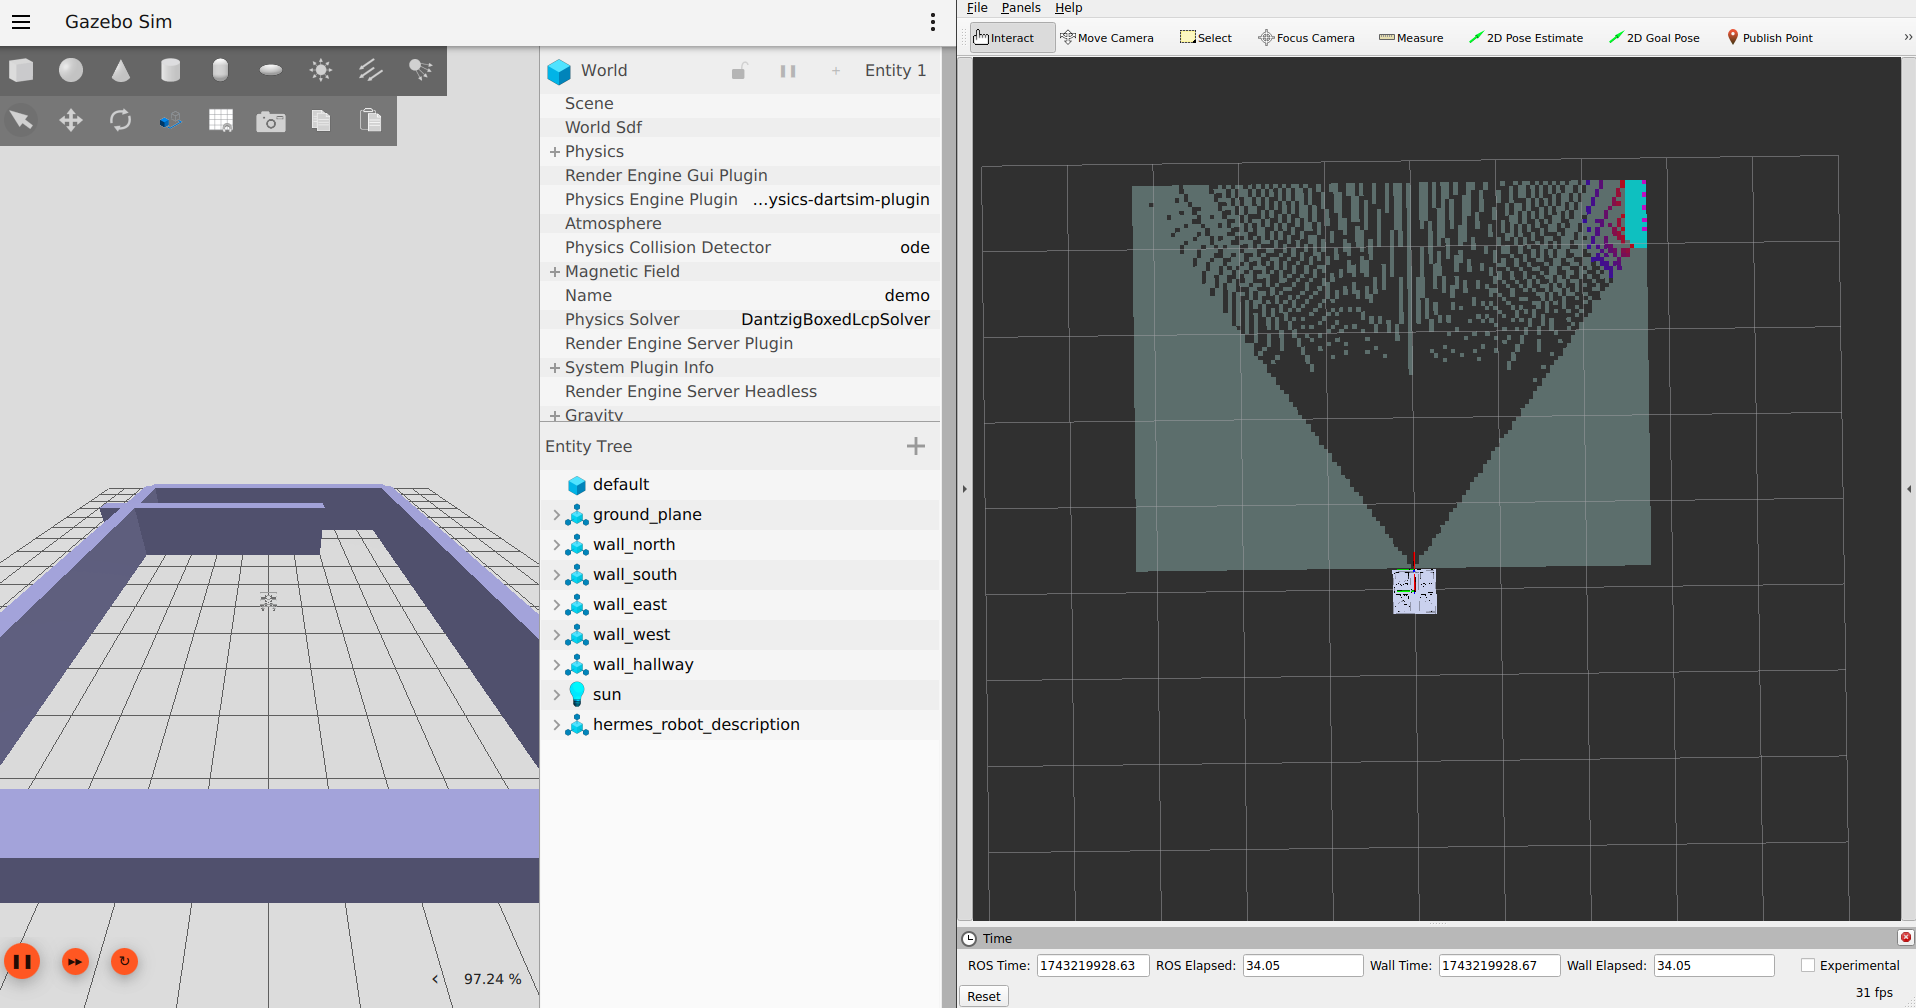 Gazebo Sim
World
+
Entity 1
Scene
World Sdf
+ Physics
Render Engine Gui Plugin
Physics Engine Plugin ...ysics-dartsim-plugin
Atmosphere
Physics Collision Detector ode
+ Magnetic Field
Name demo
Physics Solver DantzigBoxedLcpSolver
Render Engine Server Plugin
+ System Plugin Info
Render Engine Server Headless
+ Gravity
Entity Tree +
default
ground_plane
wall_north
wall_south
wall_east
wall_west
wall_hallway
sun
hermes_robot_description
97.24 %
File Panels Help
Interact Move Camera Select Focus Camera Measure 2D Pose Estimate 2D Goal Pose Publish Point
Time
ROS Time: 1743219928.63 ROS Elapsed: 34.05 Wall Time: 1743219928.67 Wall Elapsed: 34.05 Experimental
Reset 31 fps